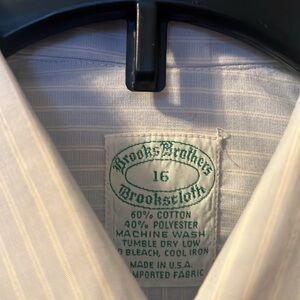 Brooks Brothers
16
Brookscloth
60% COTTON
40% POLYESTER
MACHINE WASH
TUMBLE DRY LOW
O BLEACH, COOL IRON
MADE IN U.S.A.
IMPORTED FABRIC